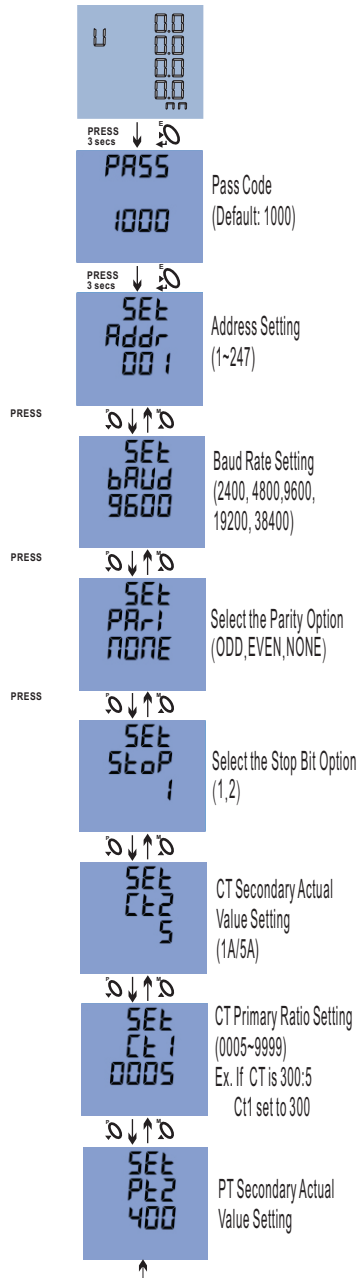 U 0.0
0.0
0.0
0.0
PRESS
3 secs
E
PASS
1000
Pass Code
(Default: 1000)
PRESS
3 secs
E
SEt
Addr
001
Address Setting
(1~247)
PRESS
P M
SEt
bAUd
9600
Baud Rate Setting
(2400, 4800,9600,
19200, 38400)
PRESS
P M
SEt
PArI
NONE
Select the Parity Option
(ODD,EVEN,NONE)
PRESS
P M
SEt
StoP
1
Select the Stop Bit Option
(1,2)
P M
SEt
Ct2
5
CT Secondary Actual
Value Setting
(1A/5A)
P M
SEt
Ct1
0005
CT Primary Ratio Setting
(0005~9999)
Ex. If CT is 300:5
Ct1 set to 300
P M
SEt
Pt2
400
PT Secondary Actual
Value Setting